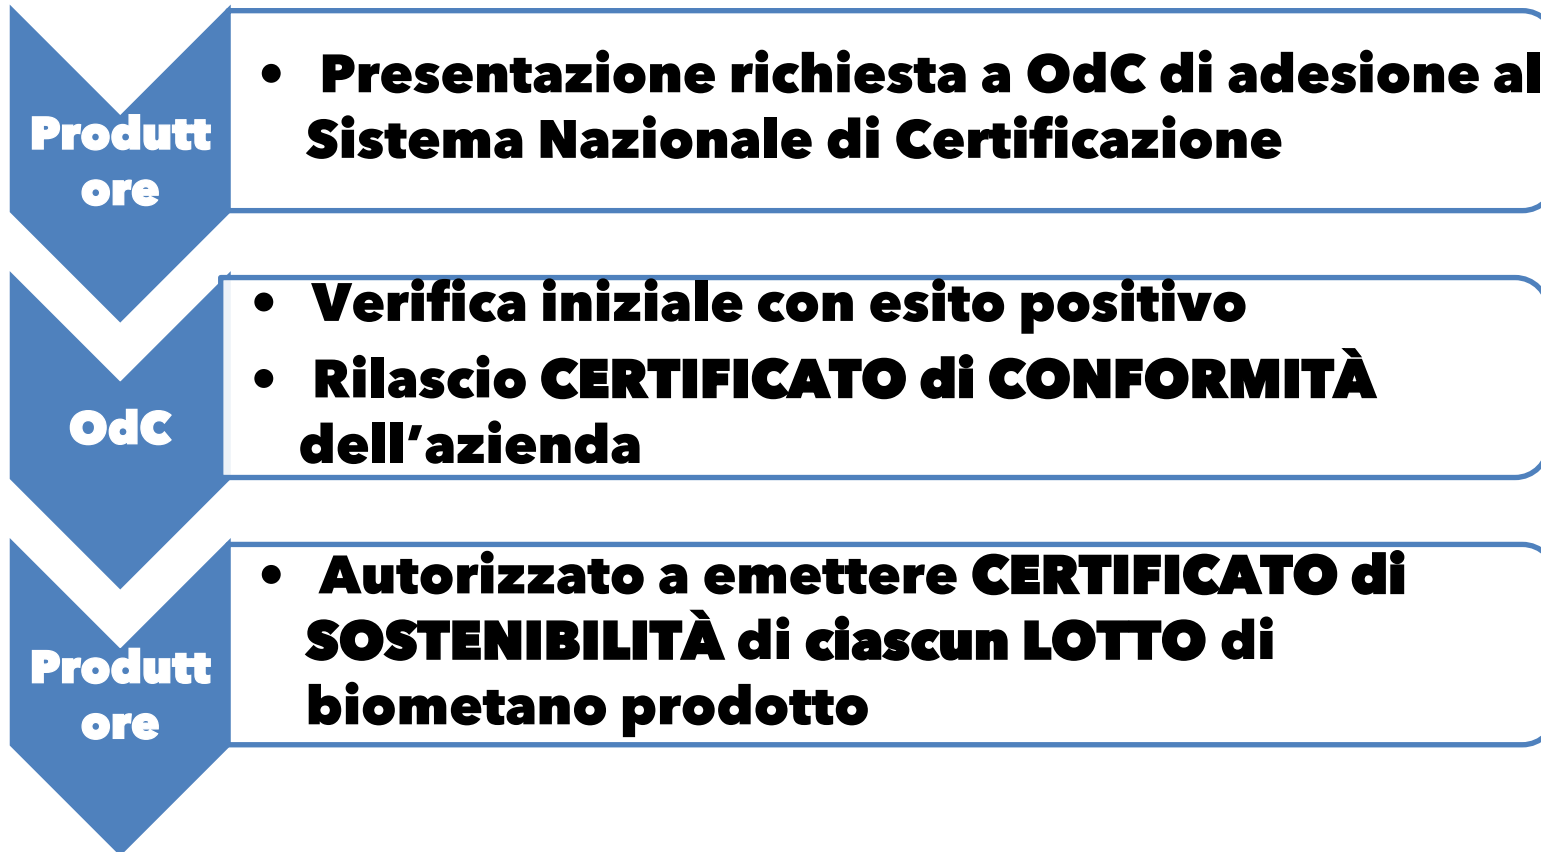 Produtt
ore
• Presentazione richiesta a OdC di adesione al
Sistema Nazionale di Certificazione
OdC
• Verifica iniziale con esito positivo
• Rilascio CERTIFICATO di CONFORMITÀ
dell’azienda
Produtt
ore
• Autorizzato a emettere CERTIFICATO di
SOSTENIBILITÀ di ciascun LOTTO di
biometano prodotto